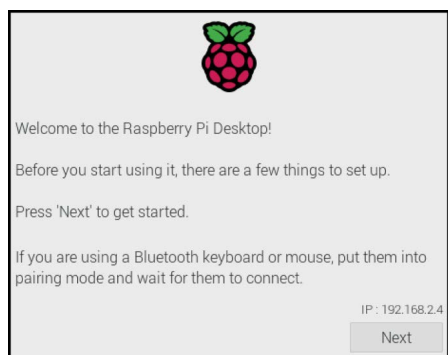 Welcome to the Raspberry Pi Desktop!
Before you start using it, there are a few things to set up.
Press 'Next' to get started.
If you are using a Bluetooth keyboard or mouse, put them into
pairing mode and wait for them to connect.
IP : 192.168.2.4
Next